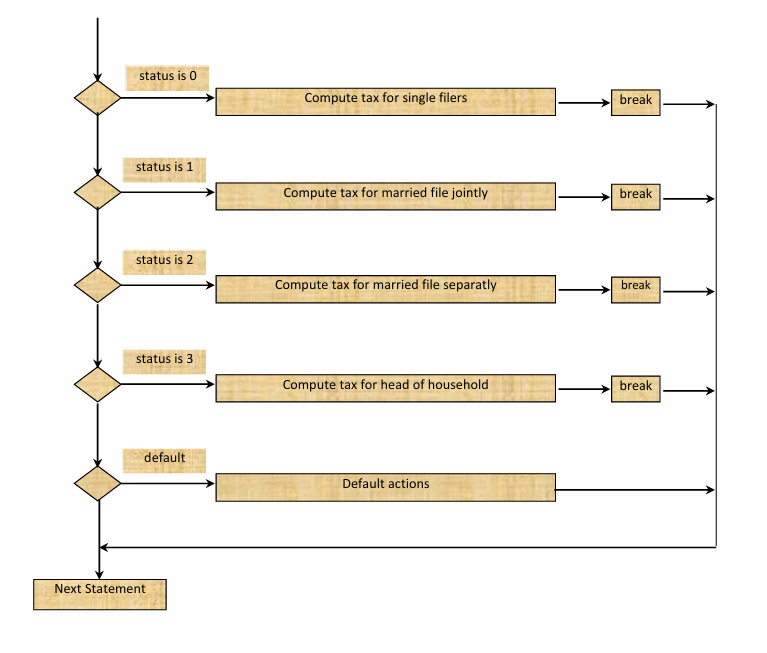 status is 0
Compute tax for single filers
break
status is 1
Compute tax for married file jointly
break
status is 2
Compute tax for married file separatly
break
status is 3
Compute tax for head of household
break
default
Default actions
Next Statement